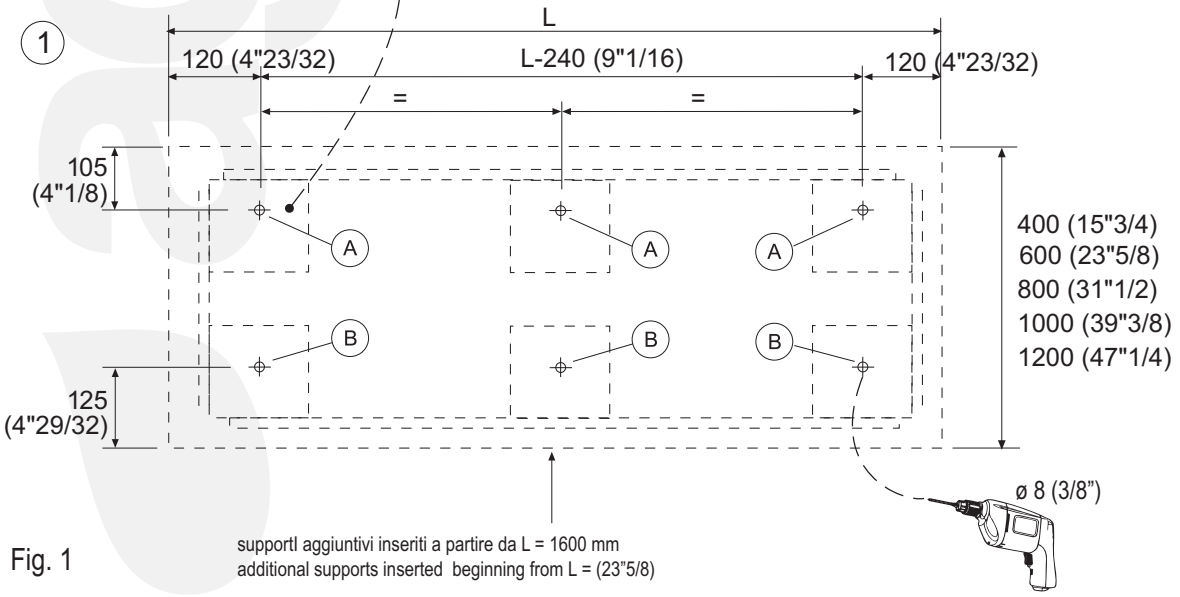 1
L
120 (4"23/32)
L-240 (9"1/16)
120 (4"23/32)
=
=
105
(4"1/8)
A
A
A
400 (15"3/4)
600 (23"5/8)
800 (31"1/2)
1000 (39"3/8)
1200 (47"1/4)
B
B
B
125
(4"29/32)
ø 8 (3/8”)
Fig. 1
supportI aggiuntivi inseriti a partire da L = 1600 mm
additional supports inserted beginning from L = (23”5/8)